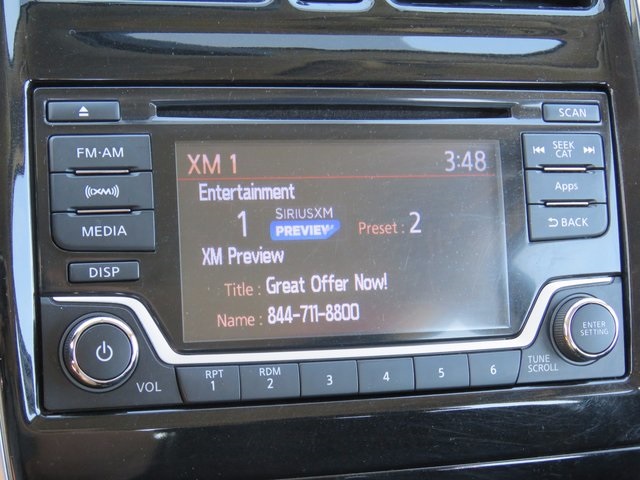 SCAN
FM·AM
SEEK
CAT
((XM))
Apps
MEDIA
BACK
DISP
XM 1 3:48
Entertainment
1 SIRIUSXM PREVIEW Preset : 2
XM Preview
Title : Great Offer Now!
Name : 844-711-8800
ENTER
SETTING
VOL
RPT
1
RDM
2
3
4
5
6
TUNE
SCROLL